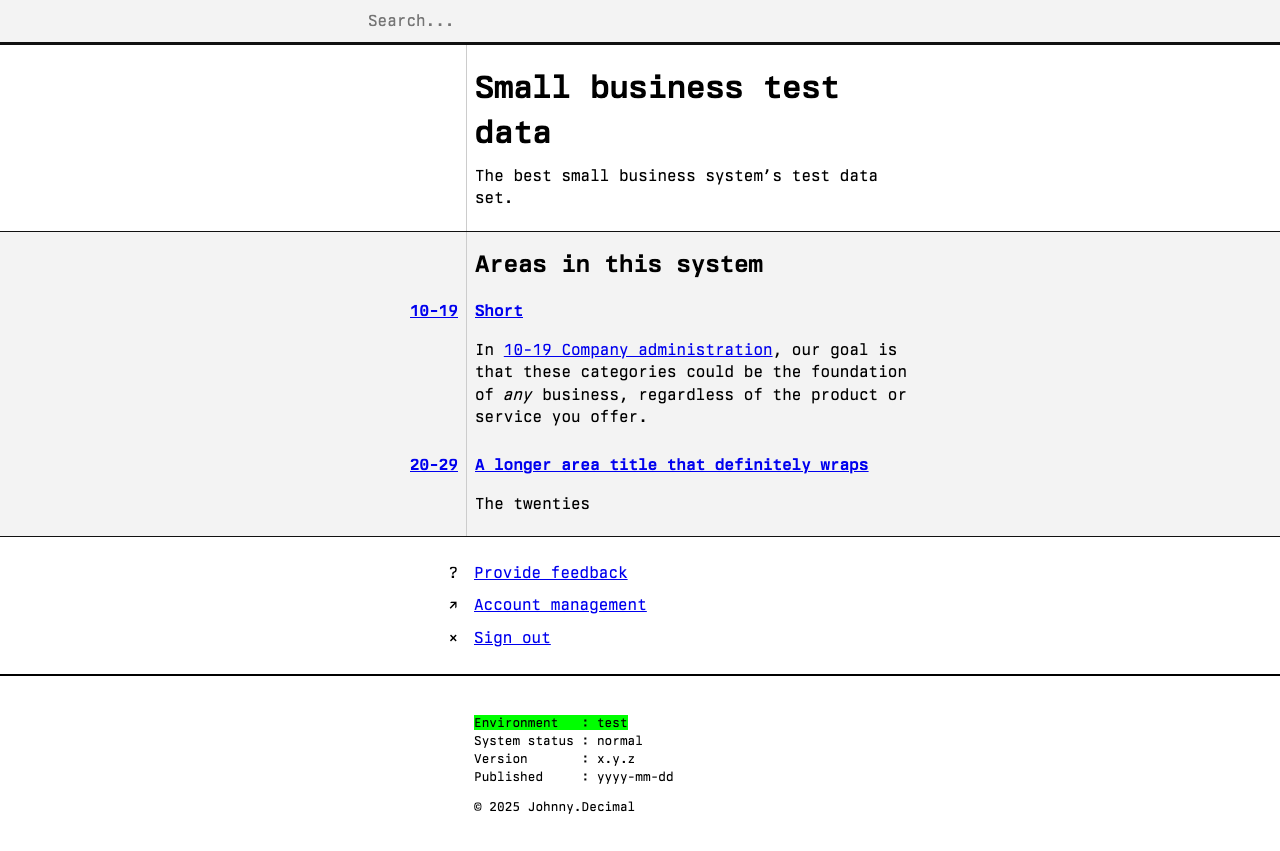 Search...
Small business test
data
The best small business system’s test data
set.
Areas in this system
10-19 Short
In 10-19 Company administration, our goal is
that these categories could be the foundation
of any business, regardless of the product or
service you offer.
20-29 A longer area title that definitely wraps
The twenties
? Provide feedback
↗ Account management
× Sign out
Environment   : test
System status : normal
Version       : x.y.z
Published     : yyyy-mm-dd
© 2025 Johnny.Decimal